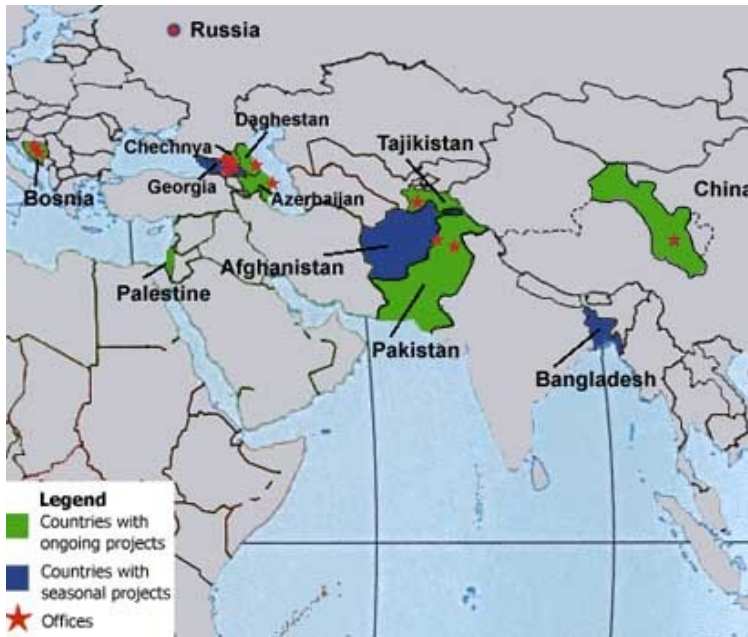 Russia
Daghestan
Chechnya
Tajikistan
Georgia
China
Bosnia
Azerbaijan
Afghanistan
Palestine
Pakistan
Bangladesh
Legend
Countries with
ongoing projects
Countries with
seasonal projects
Offices